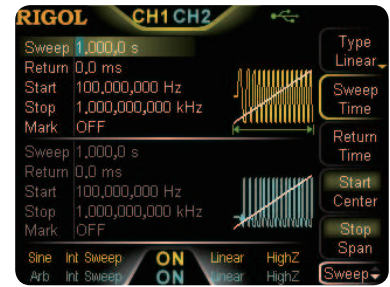 RIGOL CH1 CH2
Sweep 1,000,0 s
Return 0,0 ms
Start 100,000,000 Hz
Stop 1,000,000,000 kHz
Mark OFF
Sweep 1,000,0 s
Return 0,0 ms
Start 100,000,000 Hz
Stop 1,000,000,000 kHz
Mark OFF
Sine Int Sweep ON Linear HighZ
Arb Int Sweep ON Linear HighZ
Type
Linear
Sweep
Time
Return
Time
Start
Center
Stop
Span
Sweep